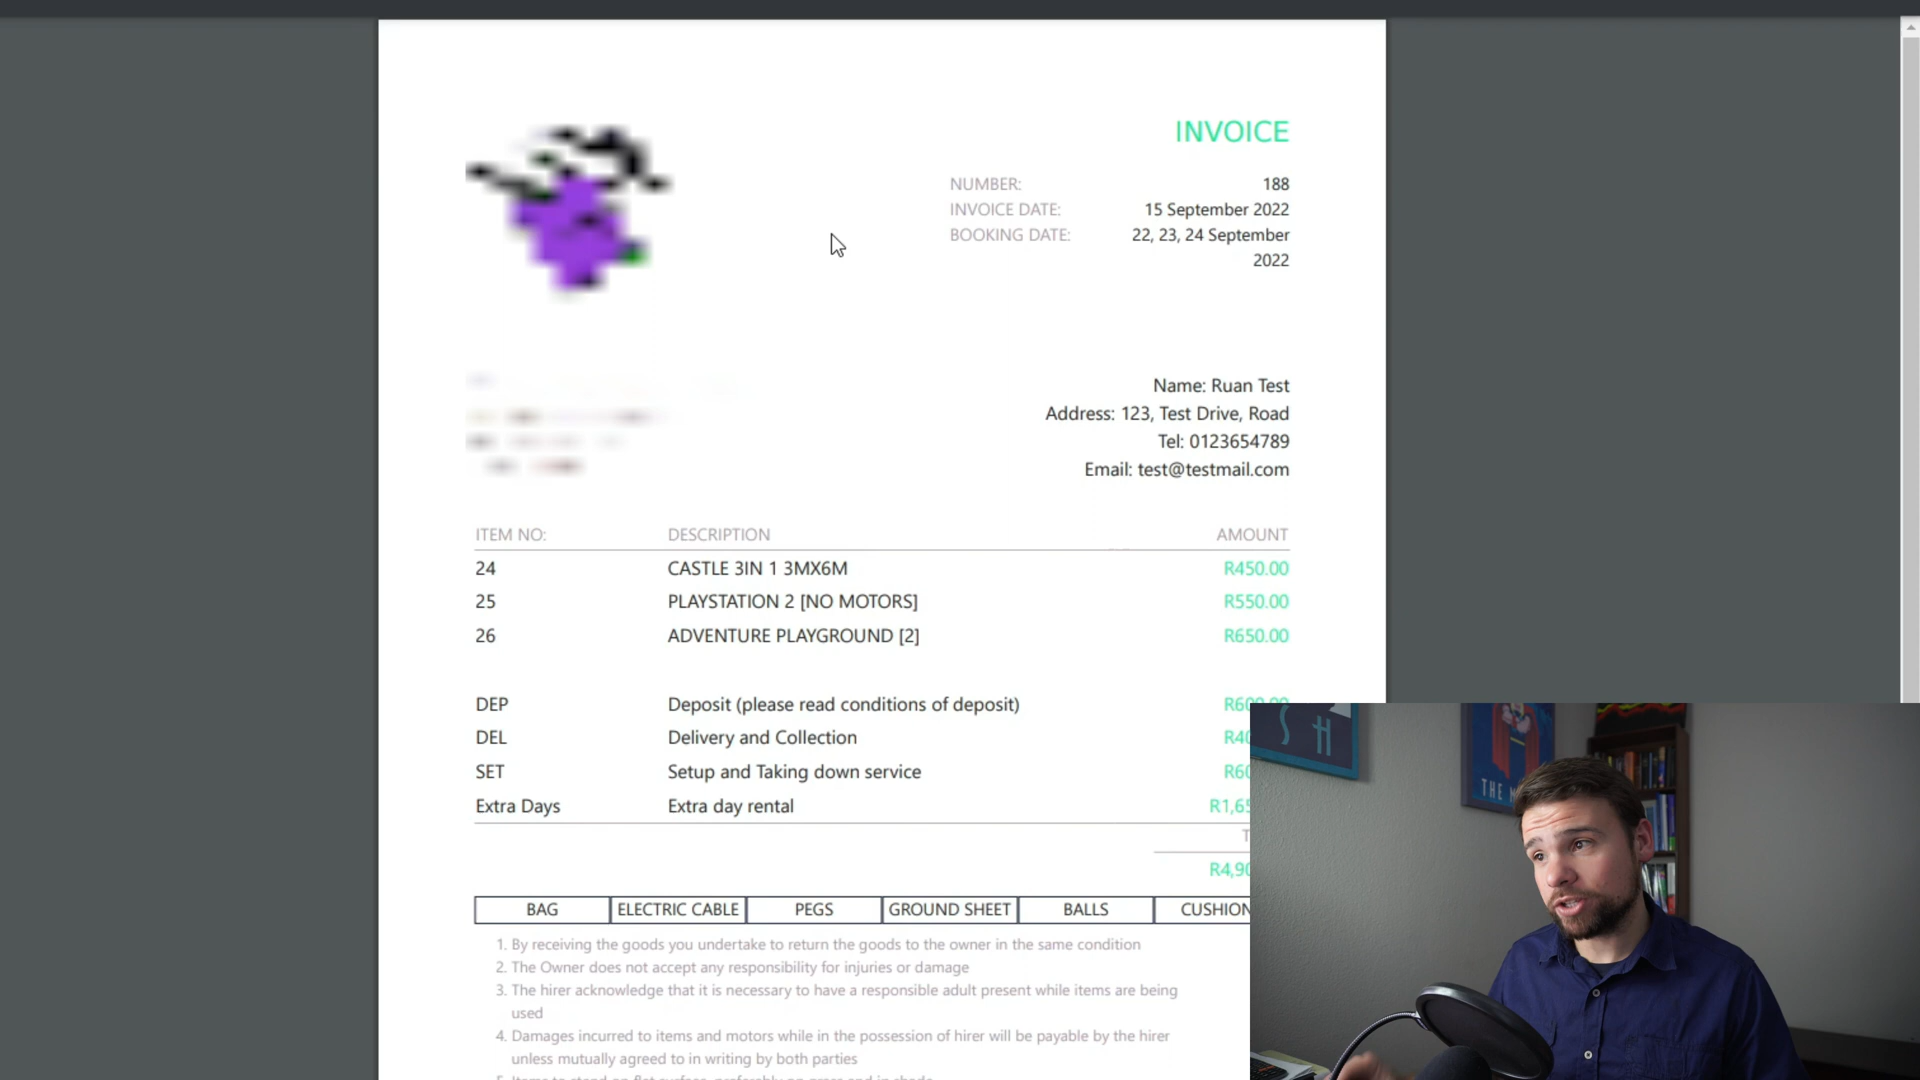 INVOICE
NUMBER: 188
INVOICE DATE: 15 September 2022
BOOKING DATE: 22, 23, 24 September
2022
Name: Ruan Test
Address: 123, Test Drive, Road
Tel: 0123654789
Email: test@testmail.com
ITEM NO: DESCRIPTION AMOUNT
24 CASTLE 3IN 1 3MX6M R450.00
25 PLAYSTATION 2 [NO MOTORS] R550.00
26 ADVENTURE PLAYGROUND [2] R650.00
DEP Deposit (please read conditions of deposit)
DEL Delivery and Collection
SET Setup and Taking down service
Extra Days Extra day rental
BAG ELECTRIC CABLE PEGS GROUND SHEET BALLS CUSHION
1. By receiving the goods you undertake to return the goods to the owner in the same condition
2. The Owner does not accept any responsibility for injuries or damage
3. The hirer acknowledge that it is necessary to have a responsible adult present while items are being
used
4. Damages incurred to items and motors while in the possession of hirer will be payable by the hirer
unless mutually agreed to in writing by both parties
THE